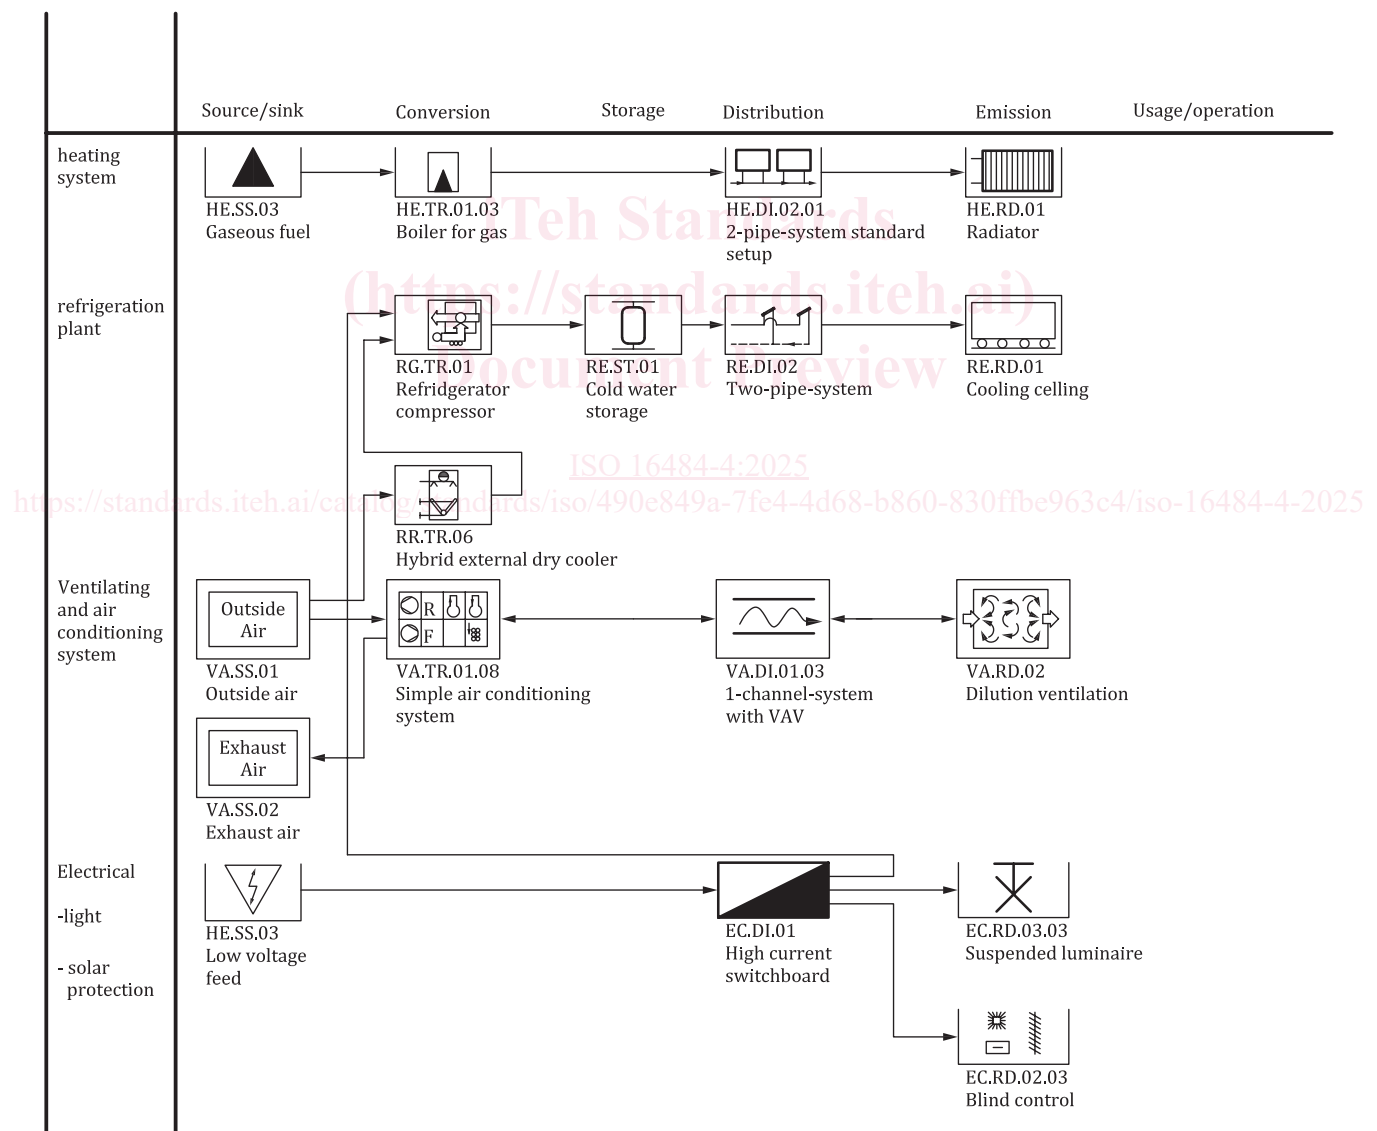 Source/sink Conversion Storage Distribution Emission Usage/operation
heating
system
HE.SS.03
Gaseous fuel
HE.TR.01.03
Boiler for gas
HE.DI.02.01
2-pipe-system standard
setup
HE.RD.01
Radiator
iTeh Standards
(https://standards.iteh.ai)
Document Preview
refrigeration
plant
RG.TR.01
Refridgerator
compressor
RE.ST.01
Cold water
storage
RE.DI.02
Two-pipe-system
RE.RD.01
Cooling celling
ISO 16484-4:2025
https://standards.iteh.ai/catalog/standards/iso/490e849a-7fe4-4d68-b860-830ffbe963c4/iso-16484-4-2025
RR.TR.06
Hybrid external dry cooler
Ventilating
and air
conditioning
system
Outside
Air
VA.SS.01
Outside air
R
F
VA.TR.01.08
Simple air conditioning
system
VA.DI.01.03
1-channel-system
with VAV
VA.RD.02
Dilution ventilation
Exhaust
Air
VA.SS.02
Exhaust air
Electrical
-light
- solar
protection
HE.SS.03
Low voltage
feed
EC.DI.01
High current
switchboard
EC.RD.03.03
Suspended luminaire
EC.RD.02.03
Blind control